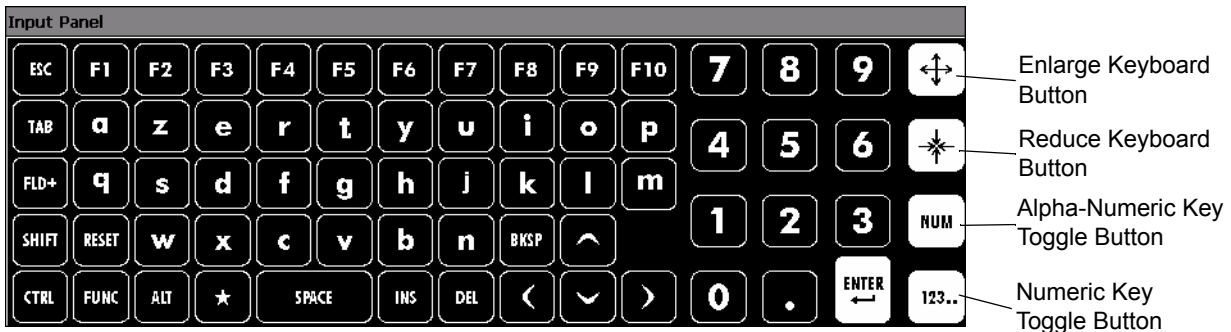 Input Panel
ESC F1 F2 F3 F4 F5 F6 F7 F8 F9 F10 7 8 9
TAB a z e r t y u i o p 4 5 6
FLD+ q s d f g h j k l m
SHIFT RESET w x c v b n BKSP 1 2 3 NUM
CTRL FUNC ALT ★ SPACE INS DEL 0 . ENTER 123..
Enlarge Keyboard
Button
Reduce Keyboard
Button
Alpha-Numeric Key
Toggle Button
Numeric Key
Toggle Button